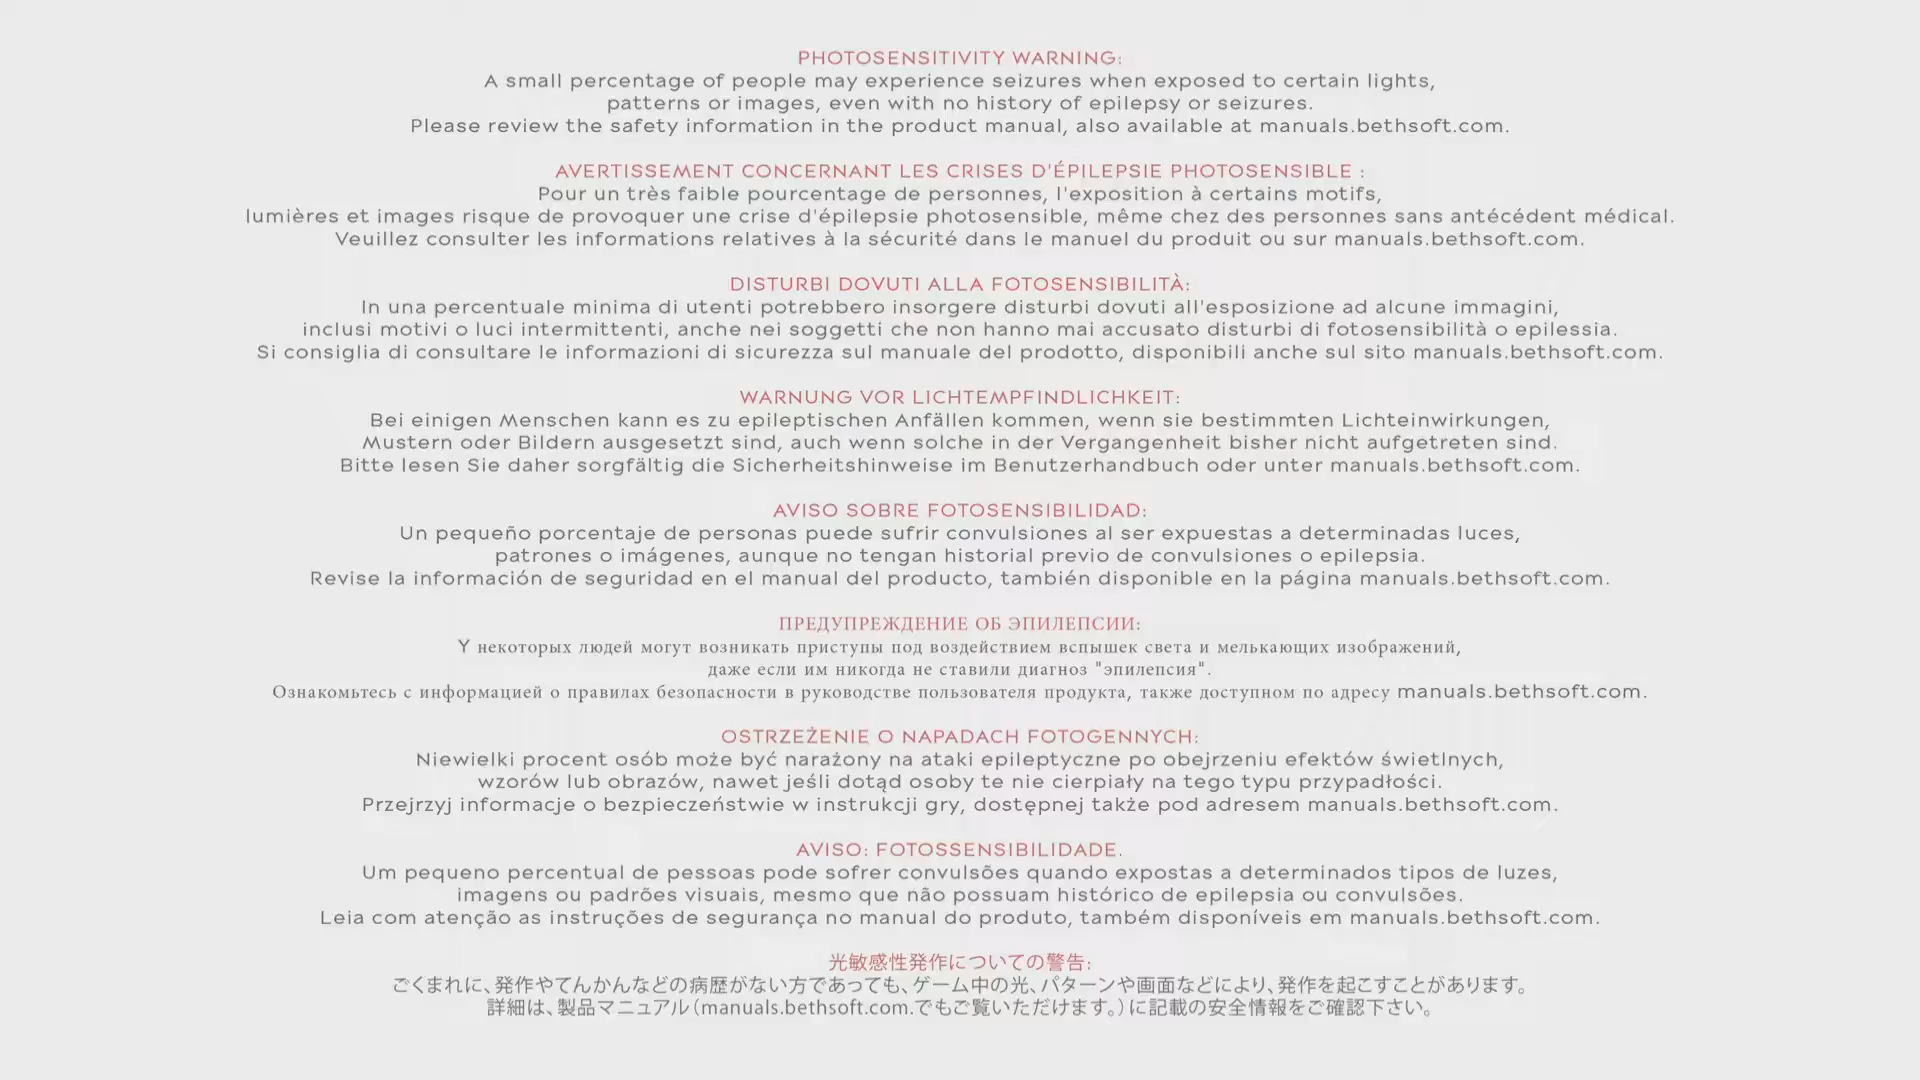 PHOTOSENSITIVITY WARNING:
A small percentage of people may experience seizures when exposed to certain lights,
patterns or images, even with no history of epilepsy or seizures.
Please review the safety information in the product manual, also available at manuals.bethsoft.com.
AVERTISSEMENT CONCERNANT LES CRISES D'ÉPILEPSIE PHOTOSENSIBLE :
Pour un très faible pourcentage de personnes, l'exposition à certains motifs,
lumières et images risque de provoquer une crise d'épilepsie photosensible, même chez des personnes sans antécédent médical.
Veuillez consulter les informations relatives à la sécurité dans le manuel du produit ou sur manuals.bethsoft.com.
DISTURBI DOVUTI ALLA FOTOSENSIBILITÀ:
In una percentuale minima di utenti potrebbero insorgere disturbi dovuti all'esposizione ad alcune immagini,
inclusi motivi o luci intermittenti, anche nei soggetti che non hanno mai accusato disturbi di fotosensibilità o epilessia.
Si consiglia di consultare le informazioni di sicurezza sul manuale del prodotto, disponibili anche sul sito manuals.bethsoft.com.
WARNUNG VOR LICHTEMPFINDLICHKEIT:
Bei einigen Menschen kann es zu epileptischen Anfällen kommen, wenn sie bestimmten Lichteinwirkungen,
Mustern oder Bildern ausgesetzt sind, auch wenn solche in der Vergangenheit bisher nicht aufgetreten sind.
Bitte lesen Sie daher sorgfältig die Sicherheitshinweise im Benutzerhandbuch oder unter manuals.bethsoft.com.
AVISO SOBRE FOTOSENSIBILIDAD:
Un pequeño porcentaje de personas puede sufrir convulsiones al ser expuestas a determinadas luces,
patrones o imágenes, aunque no tengan historial previo de convulsiones o epilepsia.
Revise la información de seguridad en el manual del producto, también disponible en la página manuals.bethsoft.com.
ПРЕДУПРЕЖДЕНИЕ ОБ ЭПИЛЕПСИИ:
У некоторых людей могут возникать приступы под воздействием вспышек света и мелькающих изображений,
даже если им никогда не ставили диагноз "эпилепсия".
Ознакомьтесь с информацией о правилах безопасности в руководстве пользователя продукта, также доступном по адресу manuals.bethsoft.com.
OSTRZEŻENIE O NAPADACH FOTOGENNYCH:
Niewielki procent osób może być narażony na ataki epileptyczne po obejrzeniu efektów świetlnych,
wzorów lub obrazów, nawet jeśli dotąd osoby te nie cierpiały na tego typu przypadłości.
Przejrzyj informacje o bezpieczeństwie w instrukcji gry, dostępnej także pod adresem manuals.bethsoft.com.
AVISO: FOTOSSENSIBILIDADE.
Um pequeno percentual de pessoas pode sofrer convulsões quando expostas a determinados tipos de luzes,
imagens ou padrões visuais, mesmo que não possuam histórico de epilepsia ou convulsões.
Leia com atenção as instruções de segurança no manual do produto, também disponíveis em manuals.bethsoft.com.
光敏感性発作についての警告:
ごくまれに、発作やてんかんなどの病歴がない方であっても、ゲーム中の光、パターンや画面などにより、発作を起こすことがあります。
詳細は、製品マニュアル（manuals.bethsoft.com.でもご覧いただけます。）に記載の安全情報をご確認下さい。